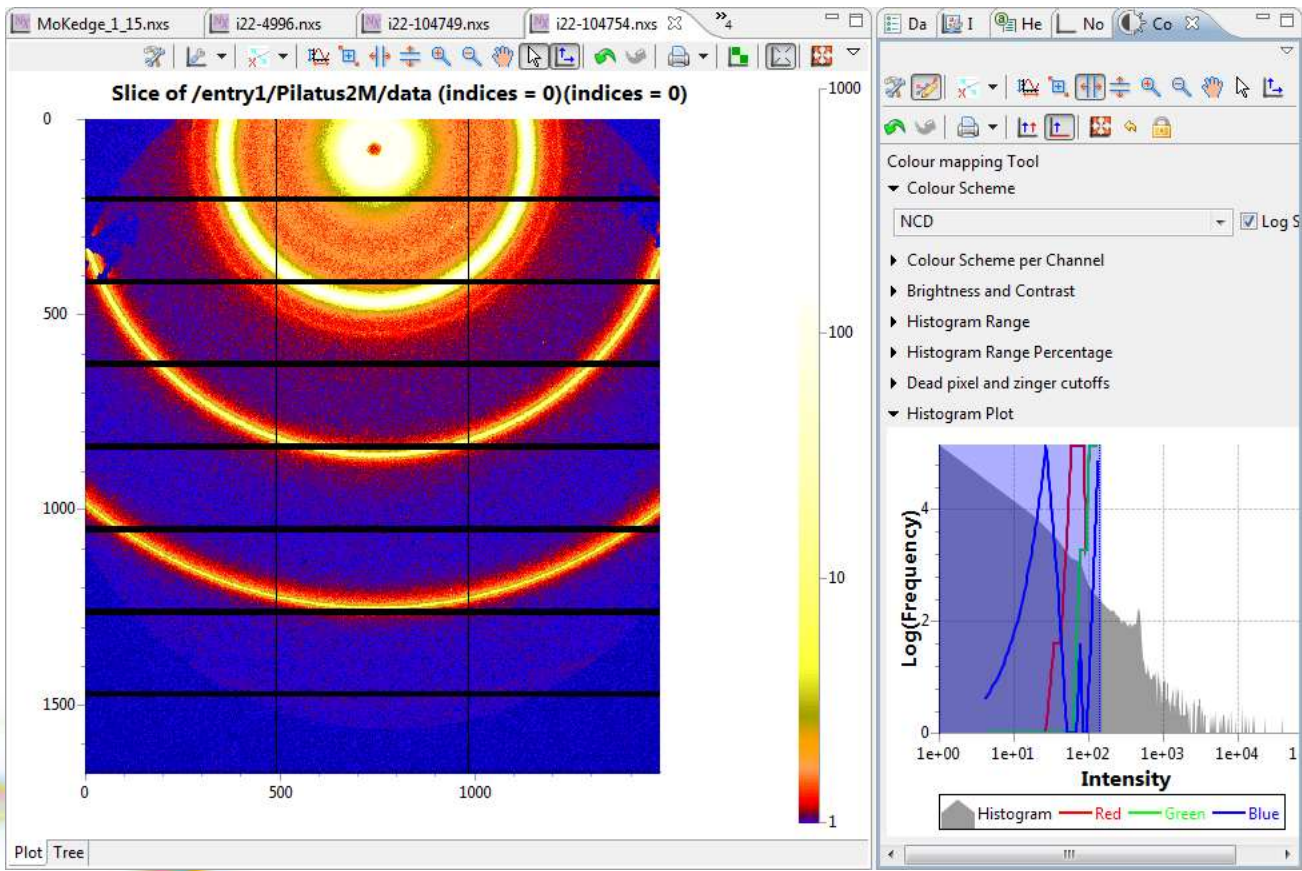 MoKedge_1_15.nxs
i22-4996.nxs
i22-104749.nxs
i22-104754.nxs
»4
Slice of /entry1/Pilatus2M/data (indices = 0)(indices = 0)
0
500
1000
1500
0
500
1000
1000
100
10
1
Plot
Tree
Da
I
He
No
Co
Colour mapping Tool
Colour Scheme
NCD
Log S
Colour Scheme per Channel
Brightness and Contrast
Histogram Range
Histogram Range Percentage
Dead pixel and zinger cutoffs
Histogram Plot
Log(Frequency)
4
2
0
1e+00
1e+01
1e+02
1e+03
1e+04
1
Intensity
Histogram
Red
Green
Blue